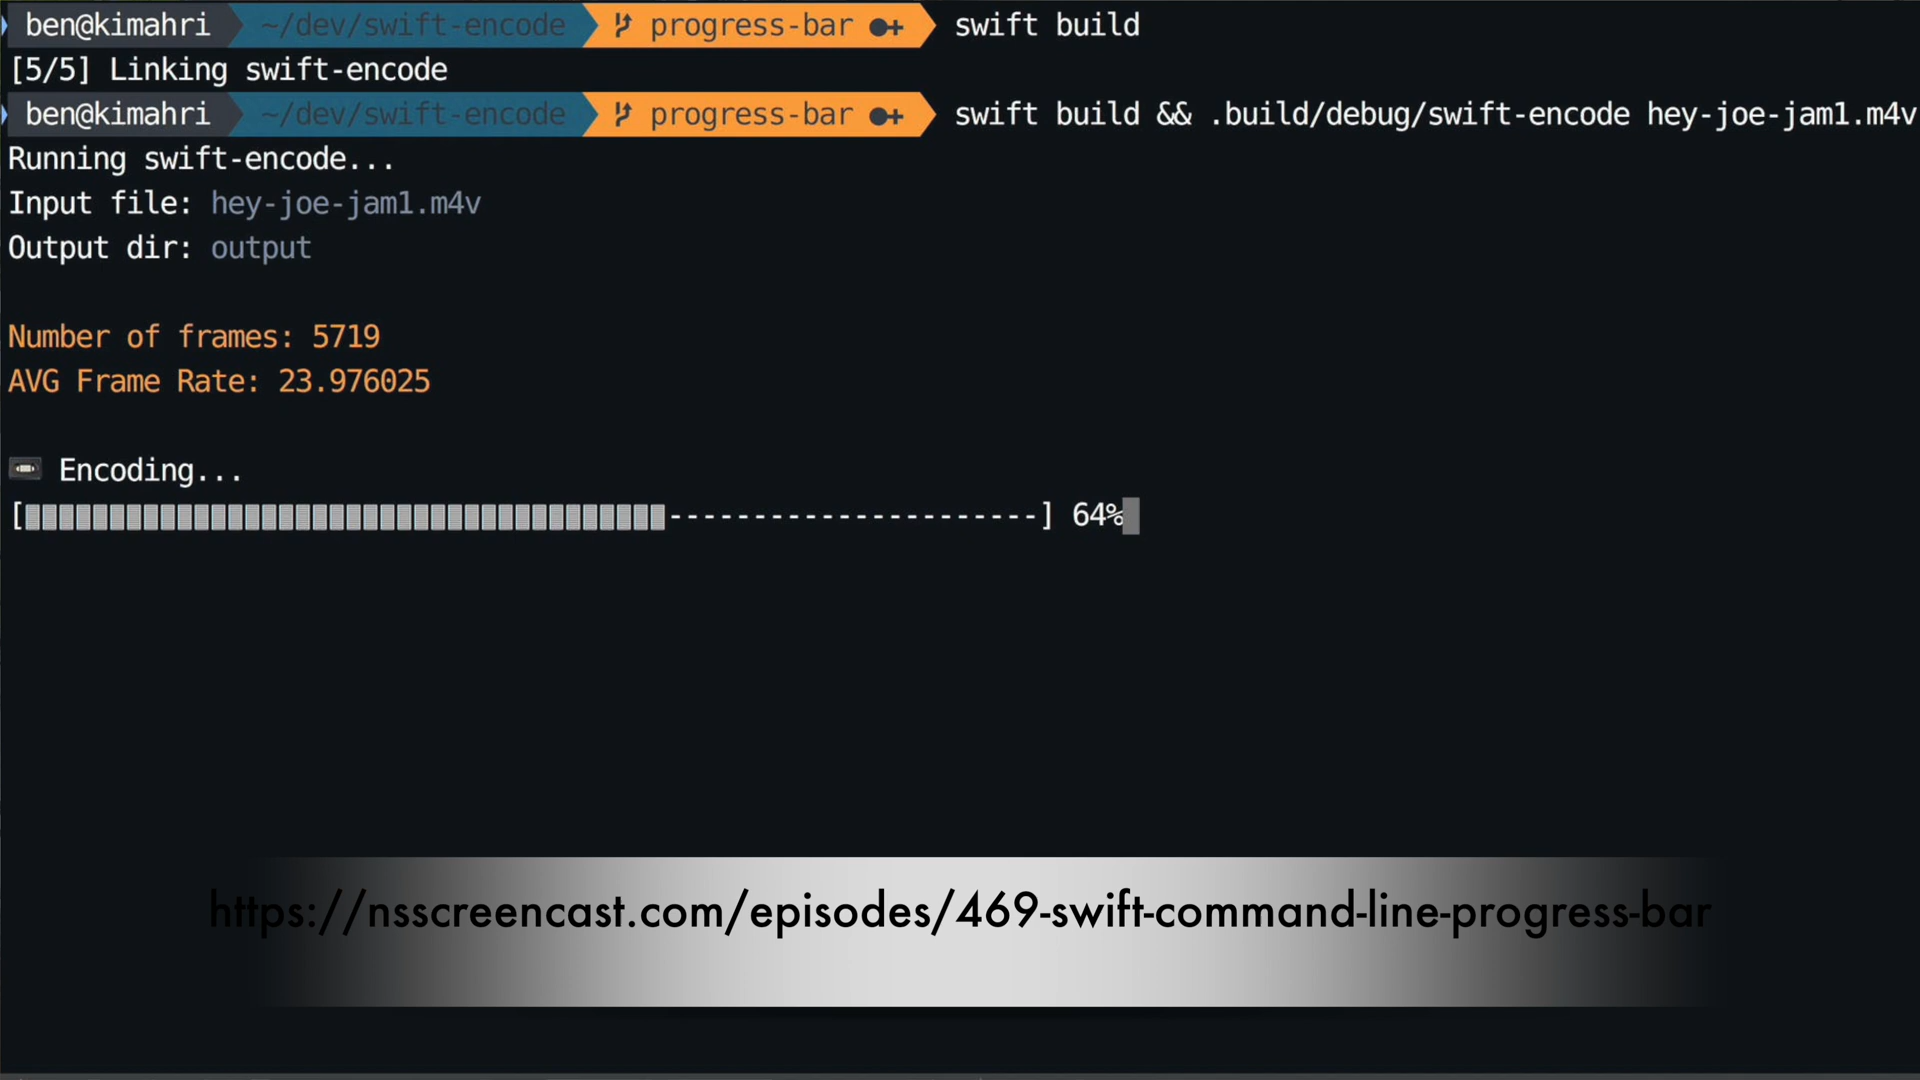 ben@kimahri ~/dev/swift-encode progress-bar ●+ swift build
[5/5] Linking swift-encode
ben@kimahri ~/dev/swift-encode progress-bar ●+ swift build && .build/debug/swift-encode hey-joe-jam1.m4v
Running swift-encode...
Input file: hey-joe-jam1.m4v
Output dir: output
Number of frames: 5719
AVG Frame Rate: 23.976025
📼 Encoding...
[▓▓▓▓▓▓▓▓▓▓▓▓▓▓▓▓▓▓▓▓▓▓▓▓▓▓▓▓▓▓▓▓▓▓▓▓▓▓----------------------] 64%
https://nsscreencast.com/episodes/469-swift-command-line-progress-bar